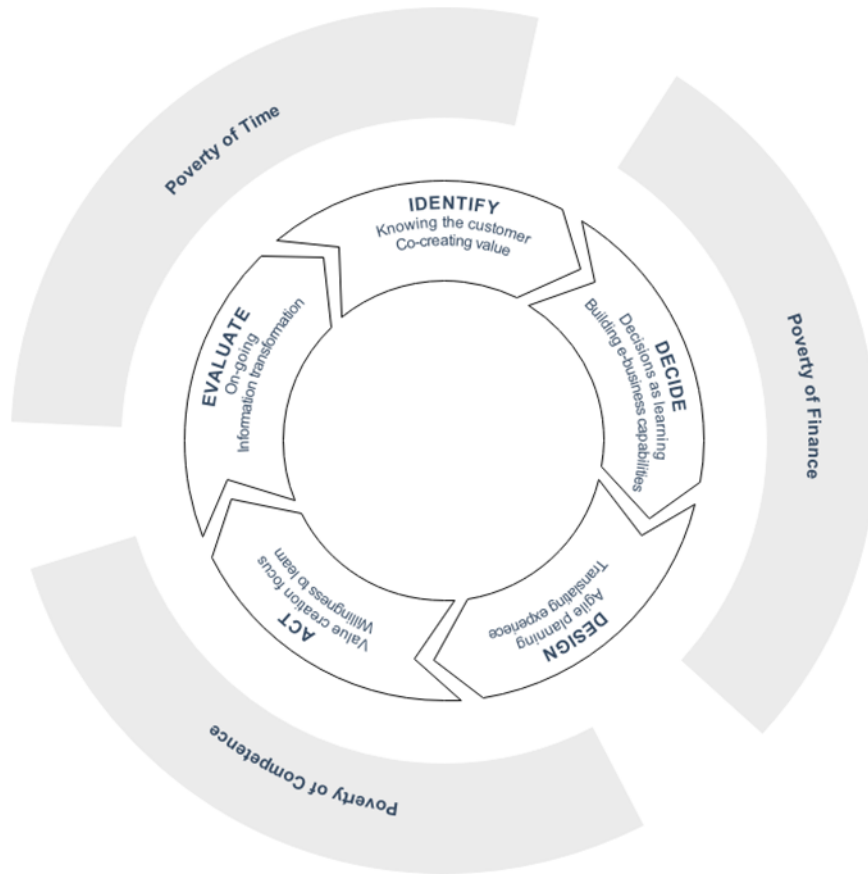 Poverty of Time
Poverty of Finance
Poverty of Competence
IDENTIFY
Knowing the customer
Co-creating value
DECIDE
Decisions as learning
Building e-business capabilities
DESIGN
Agile planning
Translating experiece
ACT
Value creation focus
Willingness to learn
EVALUATE
On-going
Information transformation